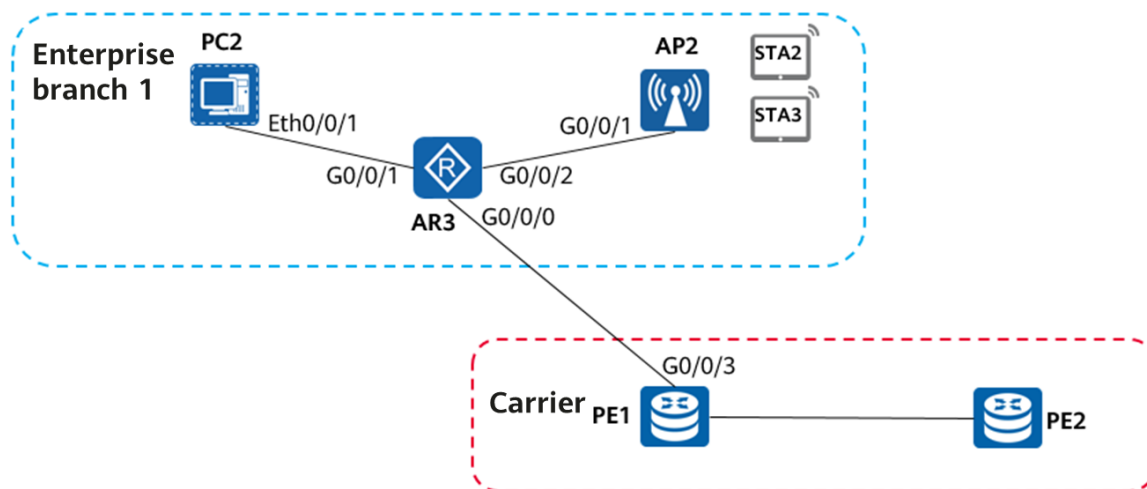 Enterprise
branch 1
PC2
AP2
STA2
STA3
Eth0/0/1
G0/0/1
G0/0/1
R
G0/0/2
AR3
G0/0/0
G0/0/3
Carrier
PE1
PE2